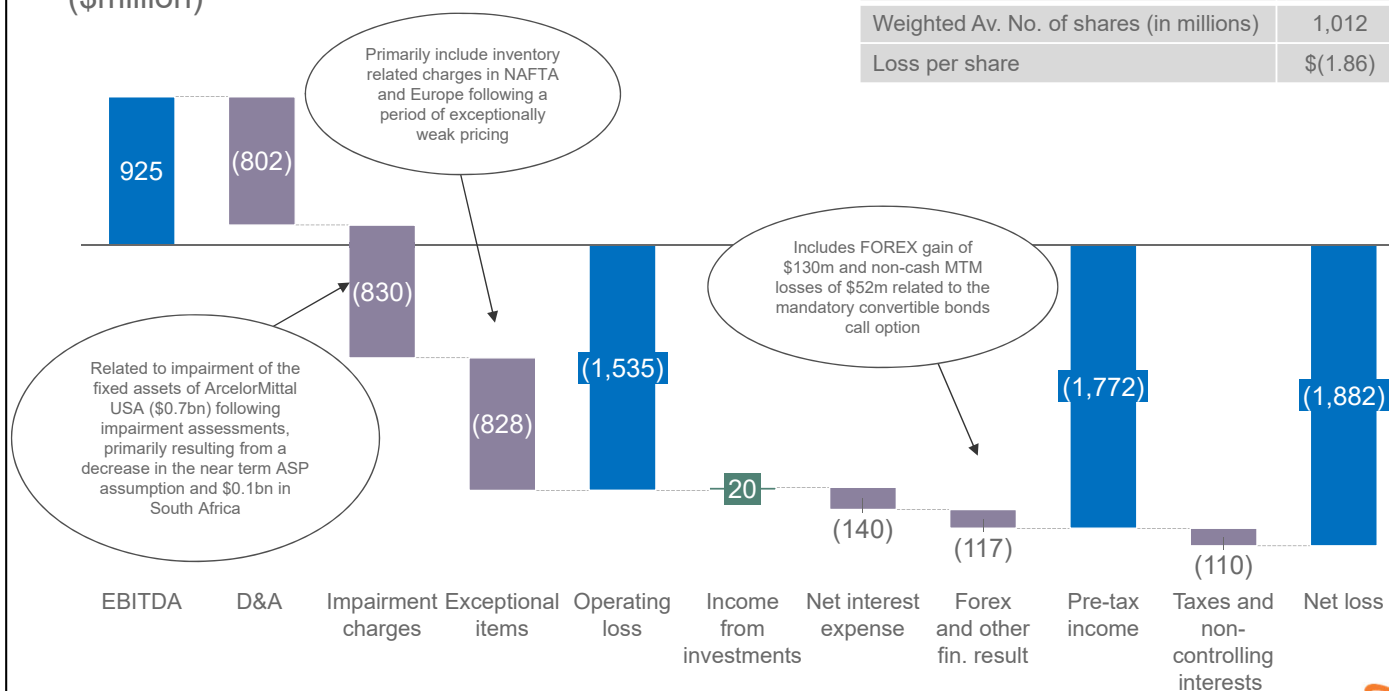 ($million)
Weighted Av. No. of shares (in millions) 1,012
Loss per share $(1.86)
Primarily include inventory
related charges in NAFTA
and Europe following a
period of exceptionally
weak pricing
925
(802)
(830)
(828)
(1,535)
20
(140)
(117)
(1,772)
(110)
(1,882)
Includes FOREX gain of
$130m and non-cash MTM
losses of $52m related to the
mandatory convertible bonds
call option
Related to impairment of the
fixed assets of ArcelorMittal
USA ($0.7bn) following
impairment assessments,
primarily resulting from a
decrease in the near term ASP
assumption and $0.1bn in
South Africa
EBITDA
D&A
Impairment
charges
Exceptional
items
Operating
loss
Income
from
investments
Net interest
expense
Forex
and other
fin. result
Pre-tax
income
Taxes and
non-
controlling
interests
Net loss